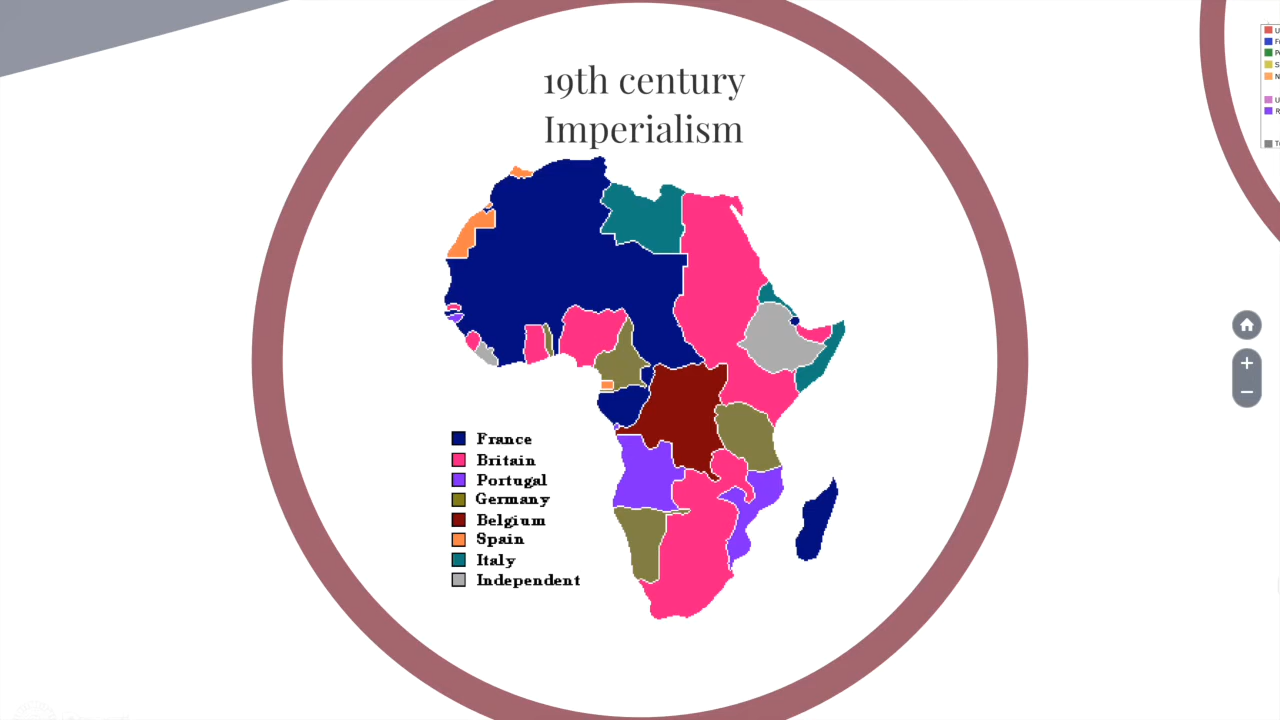 19th century
Imperialism
France
Britain
Portugal
Germany
Belgium
Spain
Italy
Independent